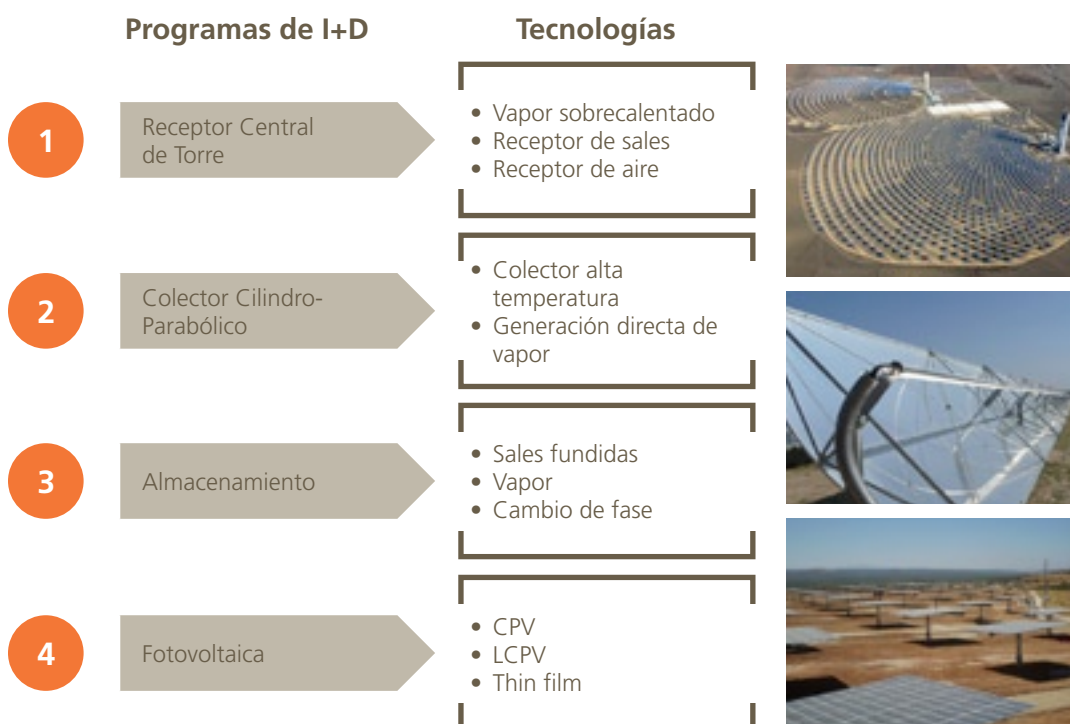 Programas de I+D
Tecnologías
1
Receptor Central
de Torre
• Vapor sobrecalentado
• Receptor de sales
• Receptor de aire
2
Colector Cilindro-
Parabólico
• Colector alta
temperatura
• Generación directa de
vapor
3
Almacenamiento
• Sales fundidas
• Vapor
• Cambio de fase
4
Fotovoltaica
• CPV
• LCPV
• Thin film